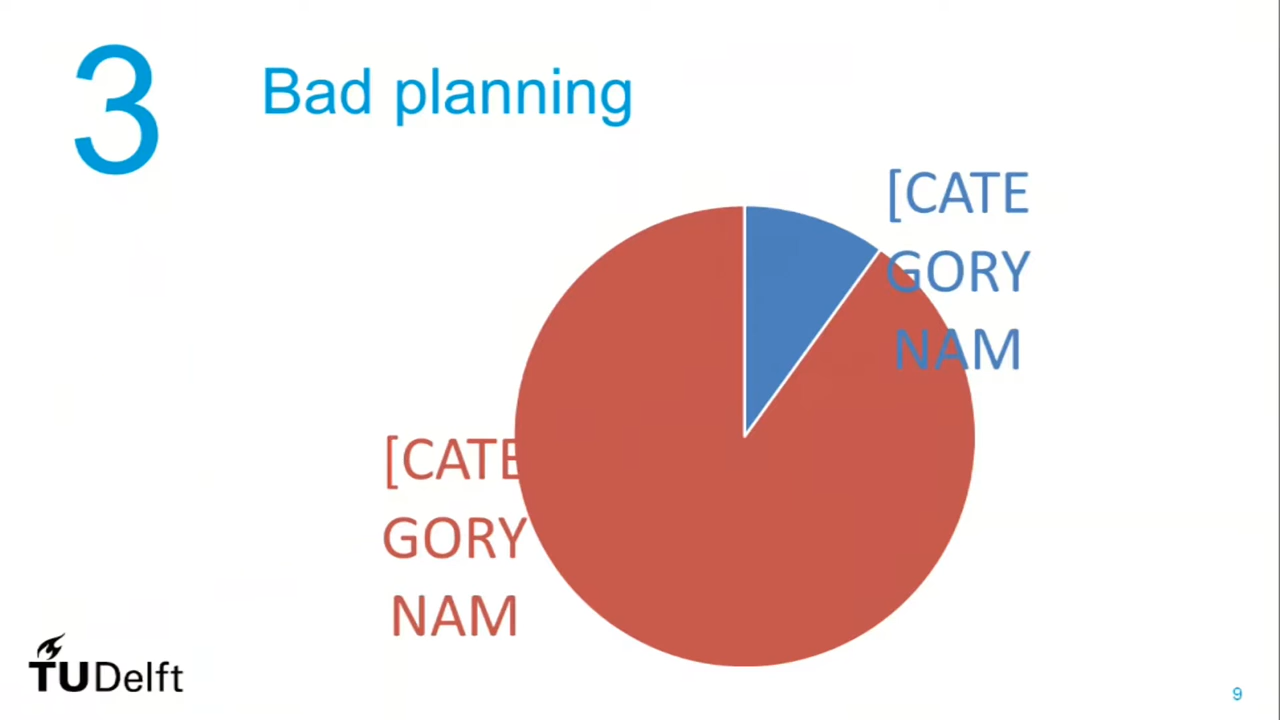 3
Bad planning
[CATE
GORY
NAM
[CATE
GORY
NAM
TUDelft
9